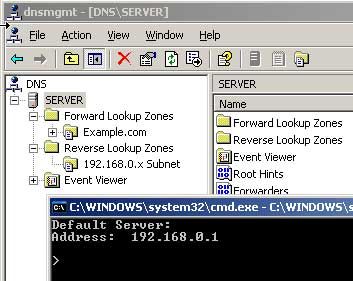 dnsmgmt - [DNS\SERVER]
File Action View Window Help
DNS
SERVER
Forward Lookup Zones
Example.com
Reverse Lookup Zones
192.168.0.x Subnet
Event Viewer
SERVER
Name
Forward Lookup Zones
Reverse Lookup Zones
Event Viewer
Root Hints
Forwarders
C:\WINDOWS\system32\cmd.exe - C:\WINDOWS\s
Default Server:
Address: 192.168.0.1
>